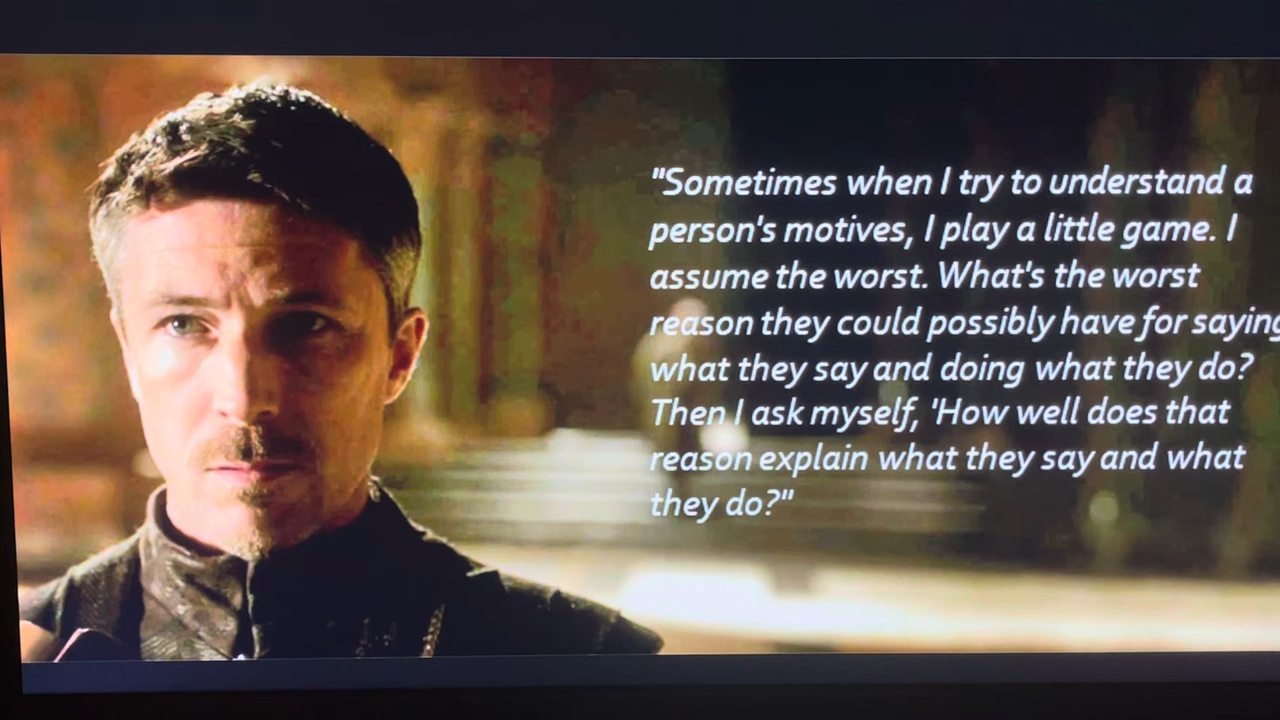 "Sometimes when I try to understand a
person's motives, I play a little game. I
assume the worst. What's the worst
reason they could possibly have for saying
what they say and doing what they do?
Then I ask myself, 'How well does that
reason explain what they say and what
they do?"